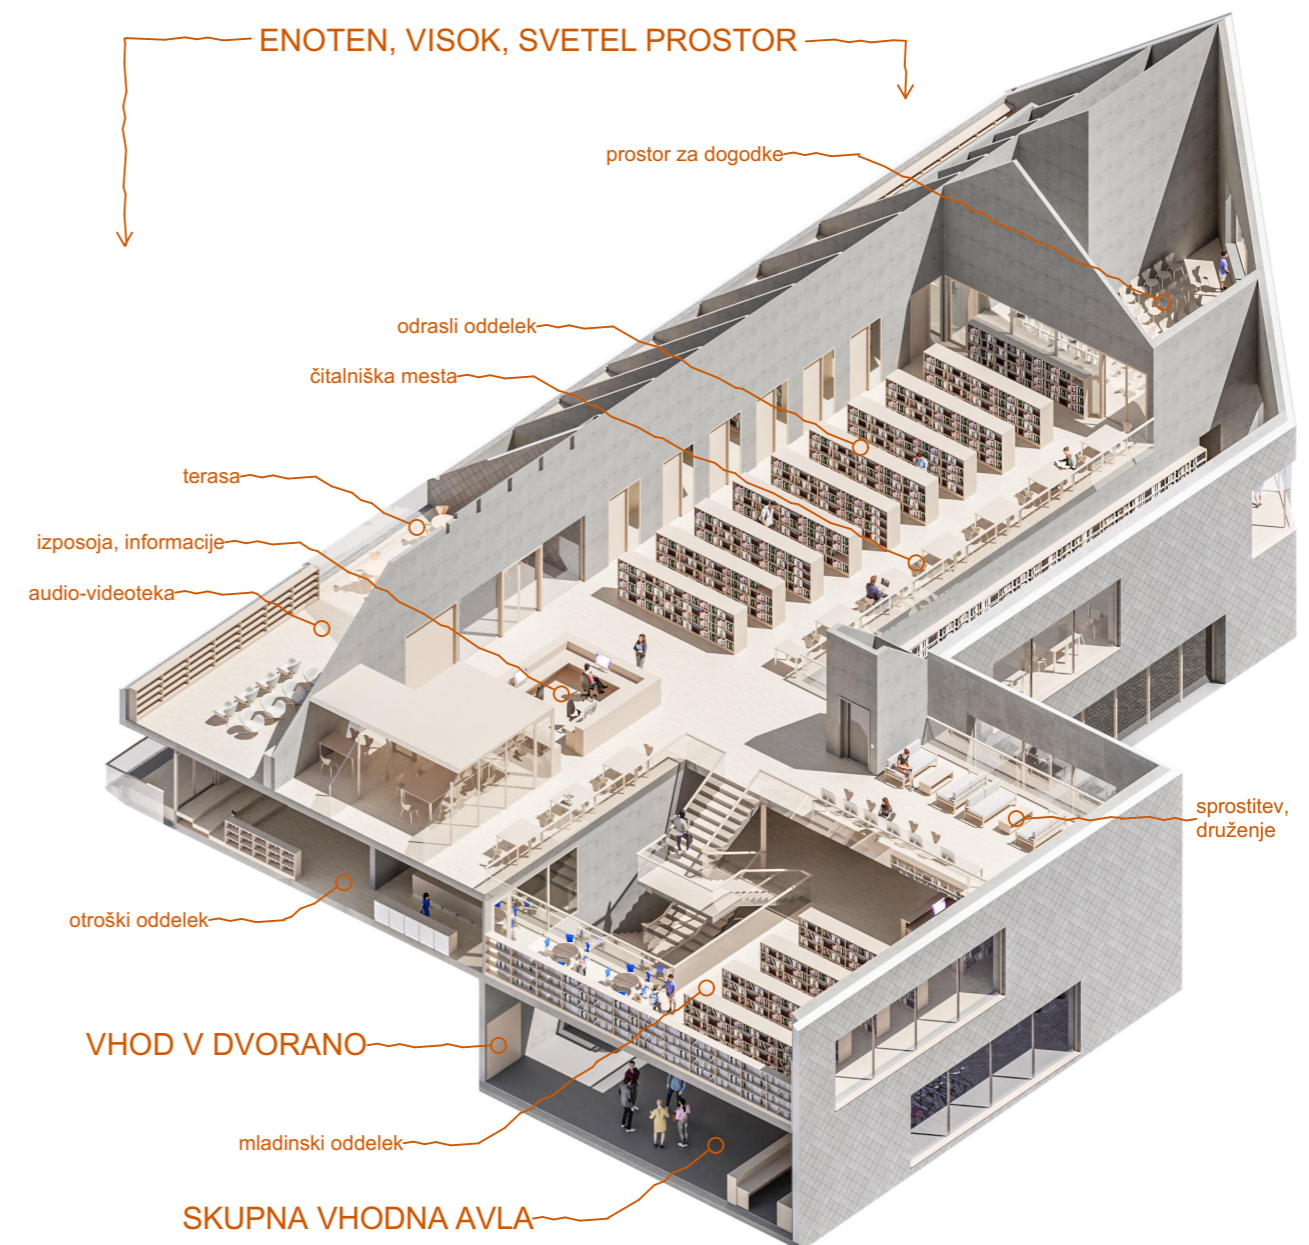 ENOTEN, VISOK, SVETEL PROSTOR
prostor za dogodke
odrasli oddelek
čitalniška mesta
terasa
izposoja, informacije
audio-videoteka
sprostitev,
druženje
otroški oddelek
VHOD V DVORANO
mladinski oddelek
SKUPNA VHODNA AVLA